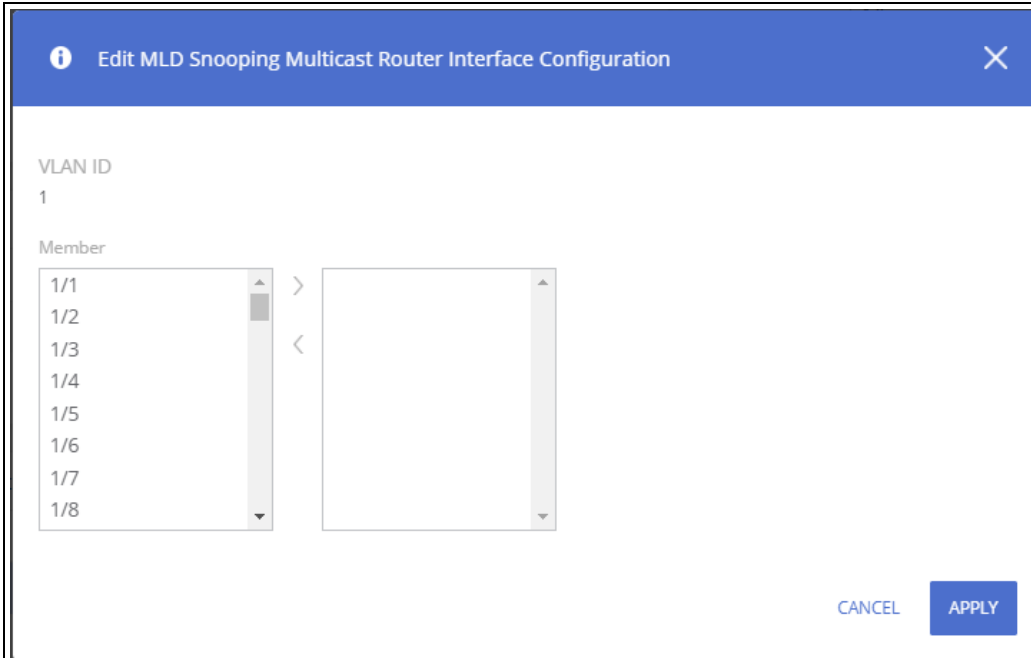 Edit MLD Snooping Multicast Router Interface Configuration
VLAN ID
1
Member
1/1
1/2
1/3
1/4
1/5
1/6
1/7
1/8
CANCEL
APPLY